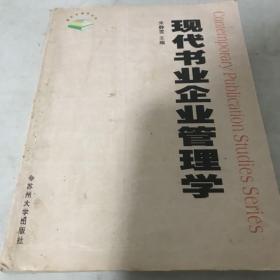 现代书业企业管理学
主编
Contemporary Publication Studies Series
苏州大学出版社